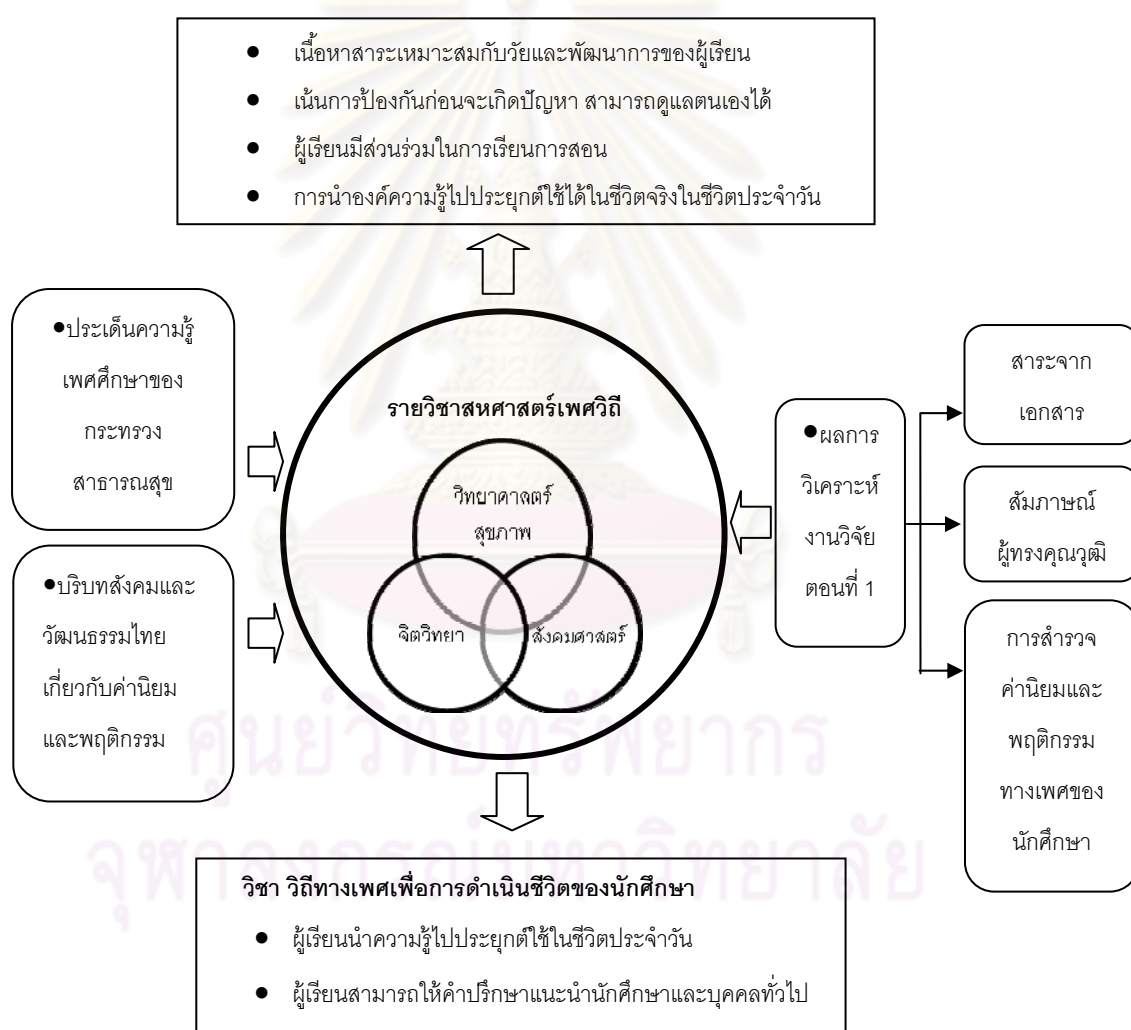 ● เนื้อหาสาระเหมาะสมกับวัยและพัฒนาการของผู้เรียน
● เน้นการป้องกันก่อนจะเกิดปัญหา สามารถดูแลตนเองได้
● ผู้เรียนมีส่วนร่วมในการเรียนการสอน
● การนำองค์ความรู้ไปประยุกต์ใช้ได้ในชีวิตจริงในชีวิตประจำวัน
●ประเด็นความรู้
เพศศึกษาของ
กระทรวง
สาธารณสุข
●บริบทสังคมและ
วัฒนธรรมไทย
เกี่ยวกับค่านิยม
และพฤติกรรม
รายวิชาสหศาสตร์เพศวิถี
วิทยาศาสตร์
สุขภาพ
จิตวิทยา
สังคมศาสตร์
●ผลการ
วิเคราะห์
งานวิจัย
ตอนที่ 1
สาระจาก
เอกสาร
สัมภาษณ์
ผู้ทรงคุณวุฒิ
การสำรวจ
ค่านิยมและ
พฤติกรรม
ทางเพศของ
นักศึกษา
ศูนย์วิทยทรัพยากร
จุฬาลงกรณ์มหาวิทยาลัย
วิชา วิถีทางเพศเพื่อการดำเนินชีวิตของนักศึกษา
● ผู้เรียนนำความรู้ไปประยุกต์ใช้ในชีวิตประจำวัน
● ผู้เรียนสามารถให้คำปรึกษาแนะนำนักศึกษาและบุคคลทั่วไป